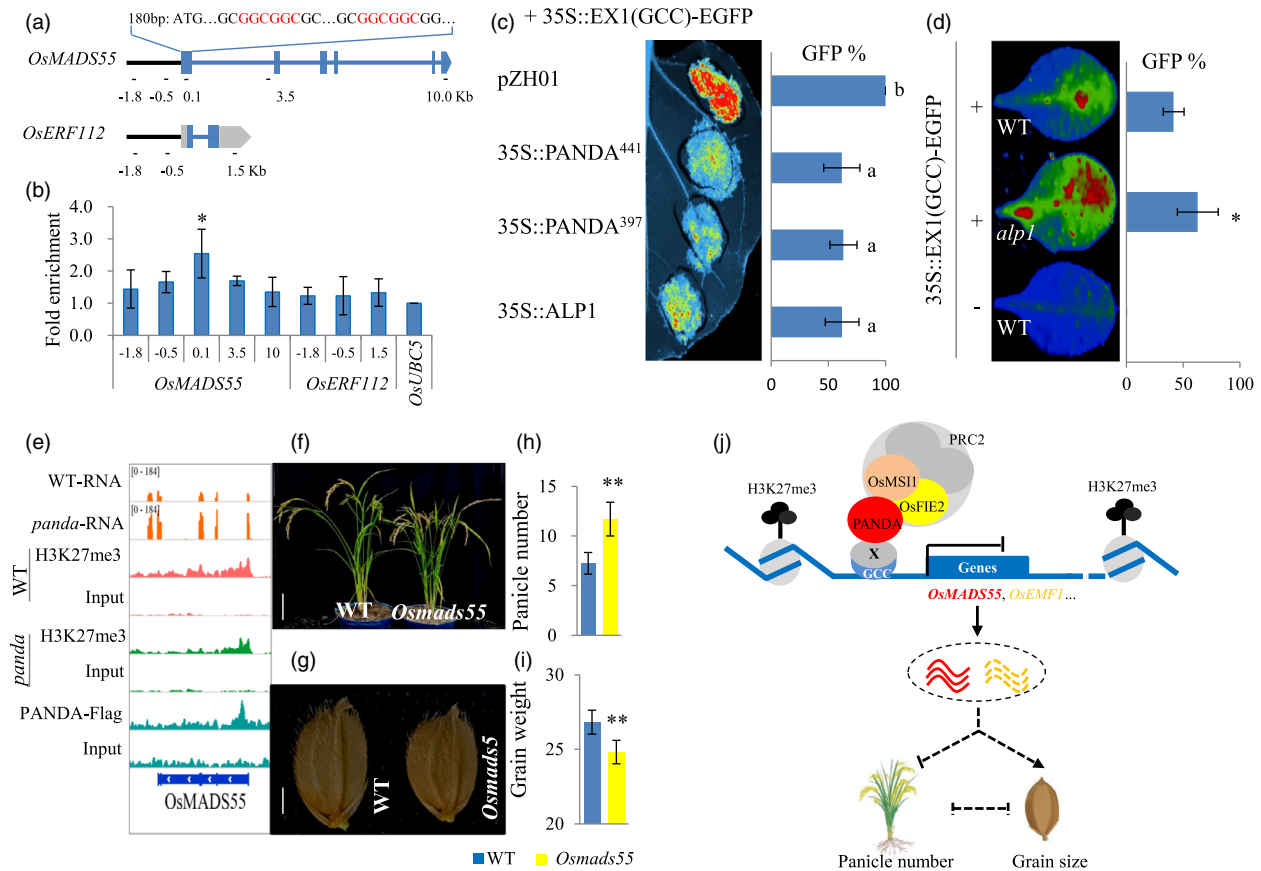 (a)
180bp: ATG…GCGGCGGCGC…GCGGCGGCGG…
OsMADS55
-1.8 -0.5 0.1 3.5 10.0 Kb
OsERF112
-1.8 -0.5 1.5 Kb
(b)
Fold enrichment
4.0
3.0
2.0
1.0
0.0
*
-1.8 -0.5 0.1 3.5 10 -1.8 -0.5 1.5
OsMADS55 OsERF112 OsUBC5
(c)
+ 35S::EX1(GCC)-EGFP
GFP %
pZH01
b
35S::PANDA⁴⁴¹
a
35S::PANDA³⁹⁷
a
35S::ALP1
a
0 50 100
(d)
GFP %
35S::EX1(GCC)-EGFP
+
WT
+
alp1
*
-
WT
0 50 100
(e)
WT-RNA
[0 - 184]
panda-RNA
[0 - 184]
WT
H3K27me3
Input
panda
H3K27me3
Input
PANDA-Flag
Input
OsMADS55
(f)
WT Osmads55
(g)
WT
Osmads5
(h)
Panicle number
15
10
5
0
**
(i)
Grain weight
30
25
20
**
WT Osmads55
(j)
PRC2
OsMSI1
OsFIE2
PANDA
X
GCC
H3K27me3
H3K27me3
Genes
OsMADS55, OsEMF1...
Panicle number Grain size